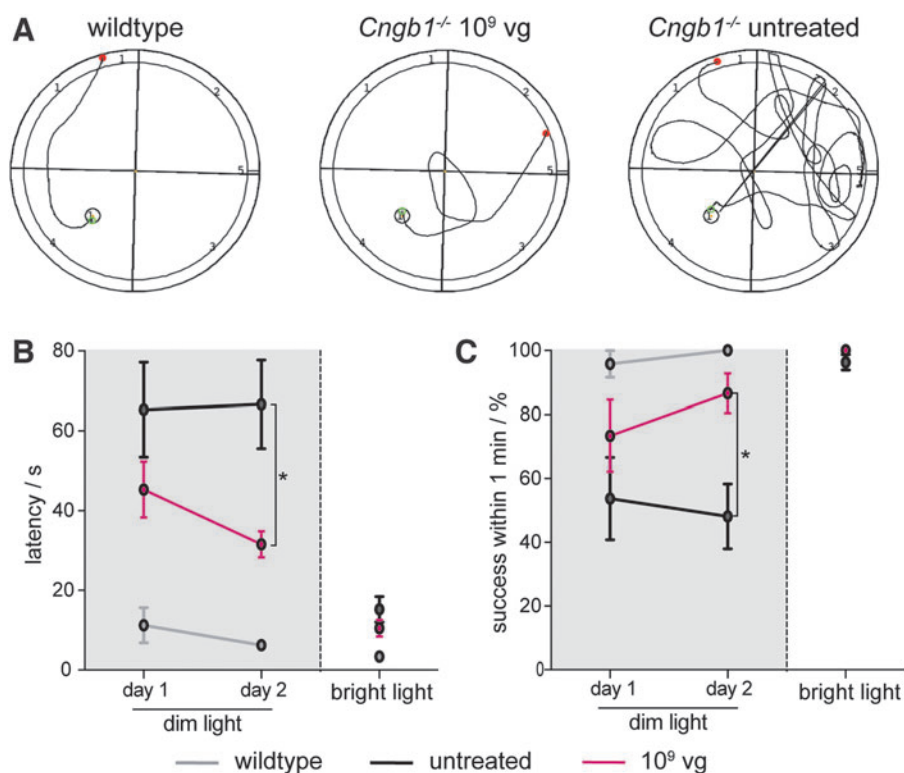 A
wildtype
Cngb1-/- 10⁹ vg
Cngb1-/- untreated
1
1
2
5
4
3
1
1
2
5
4
3
1
1
2
5
4
3
B
80
60
40
20
0
latency / s
*
day 1
day 2
bright light
dim light
C
100
80
60
40
20
0
success within 1 min / %
*
day 1
day 2
bright light
dim light
wildtype
untreated
10⁹ vg